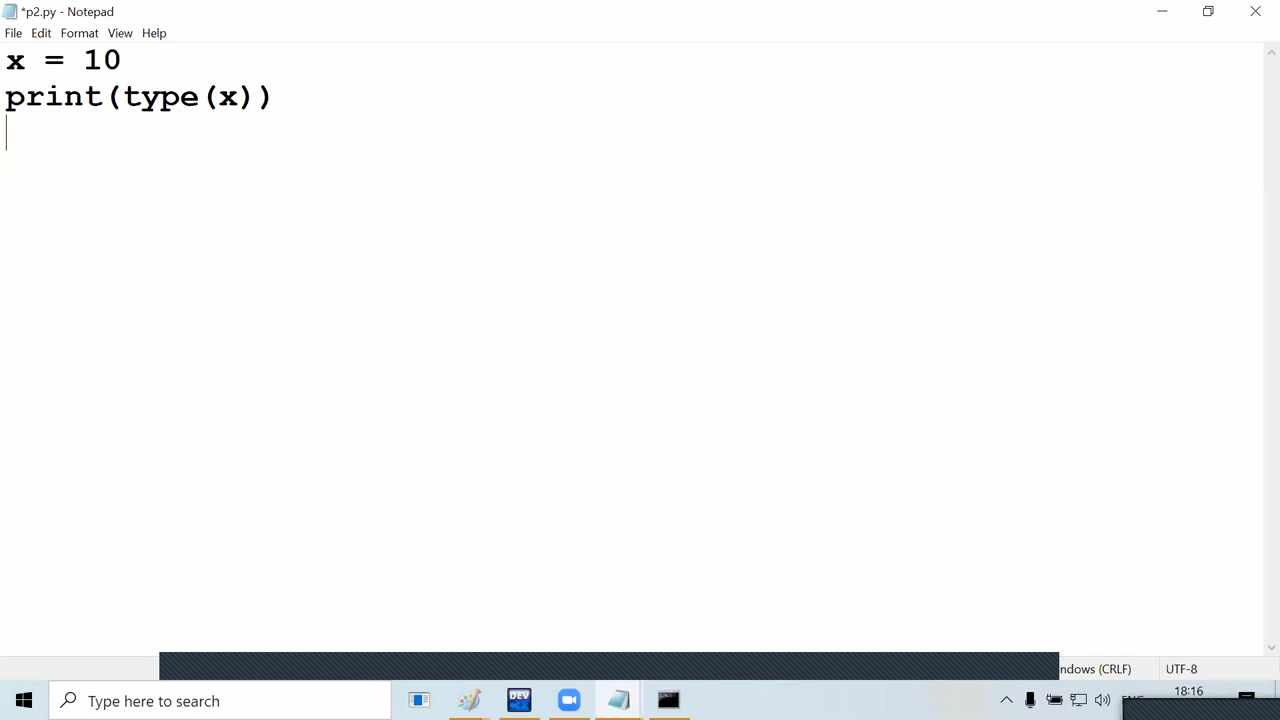 *p2.py - Notepad
File Edit Format View Help
x = 10
print(type(x))
ndows (CRLF) UTF-8
Type here to search
DEV
18:16